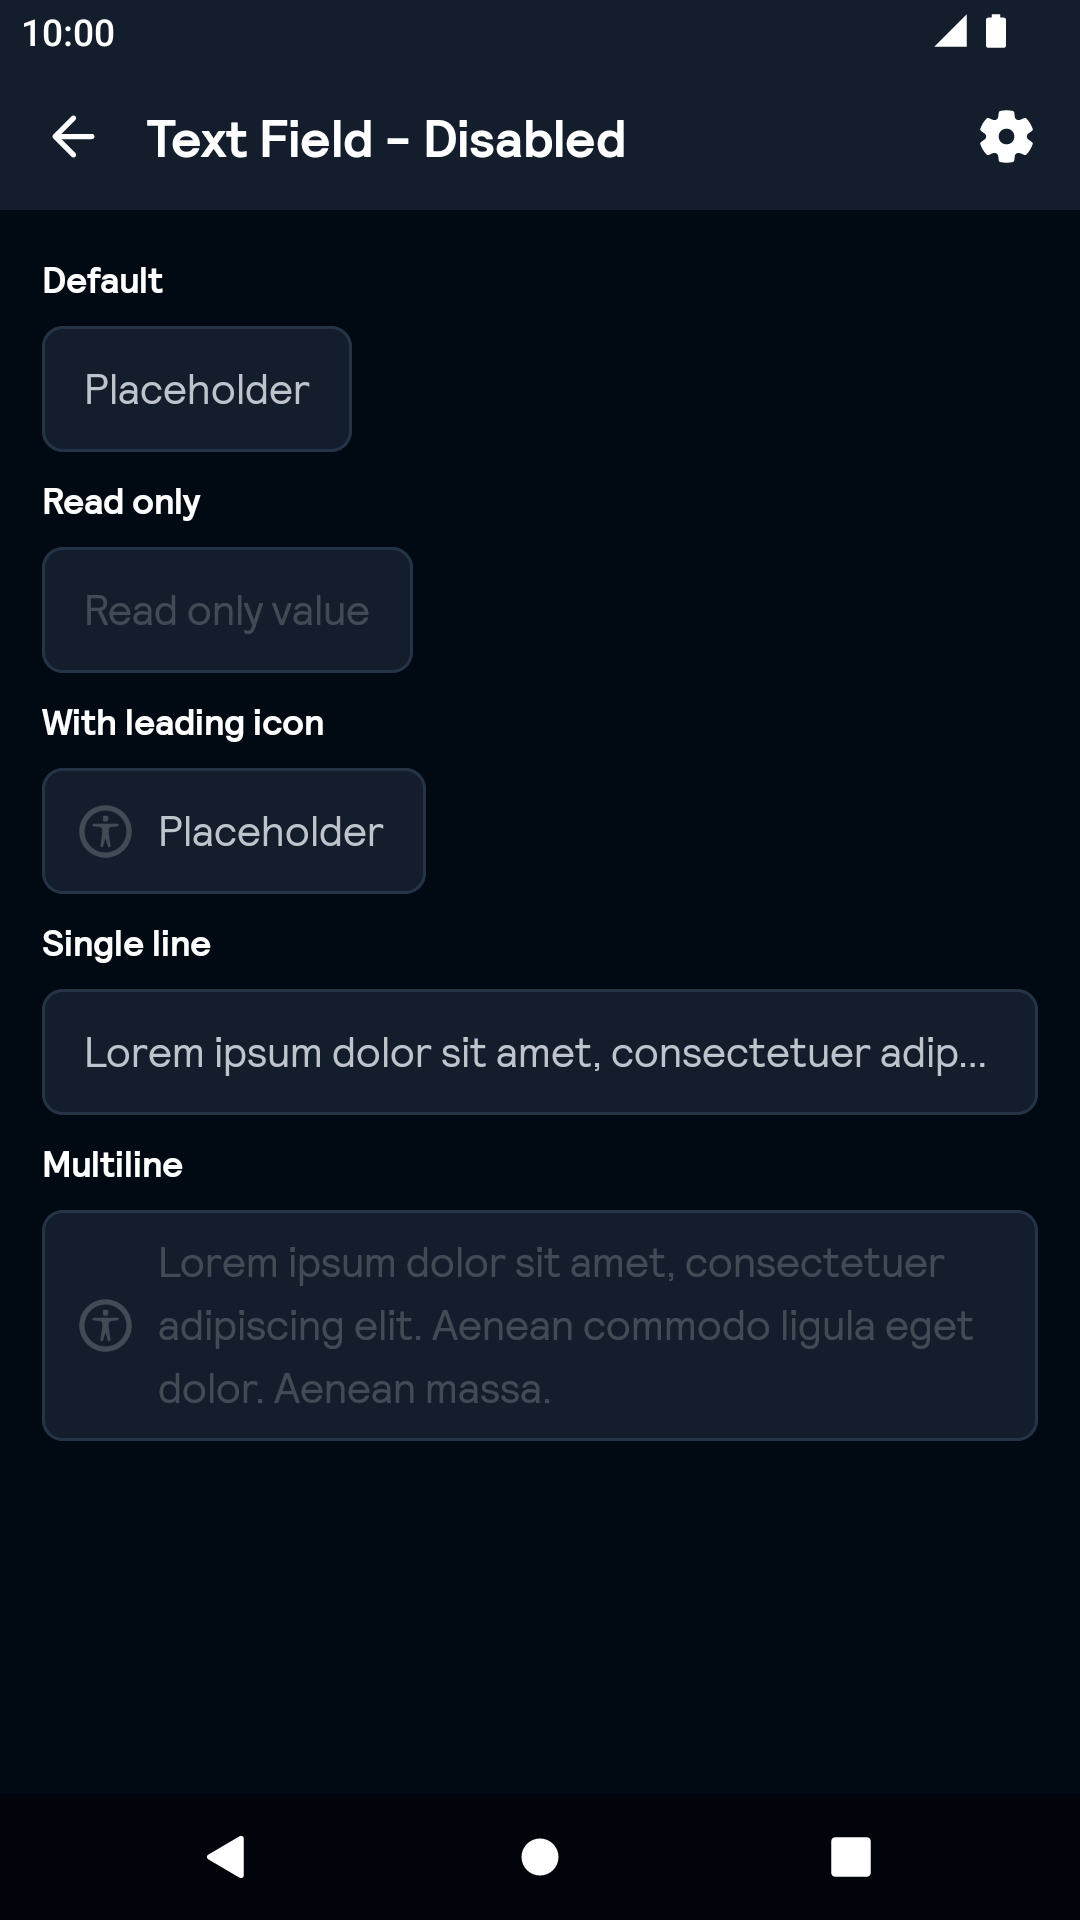 10:00
Text Field - Disabled
Default
Placeholder
Read only
Read only value
With leading icon
Placeholder
Single line
Lorem ipsum dolor sit amet, consectetuer adip...
Multiline
Lorem ipsum dolor sit amet, consectetuer
adipiscing elit. Aenean commodo ligula eget
dolor. Aenean massa.